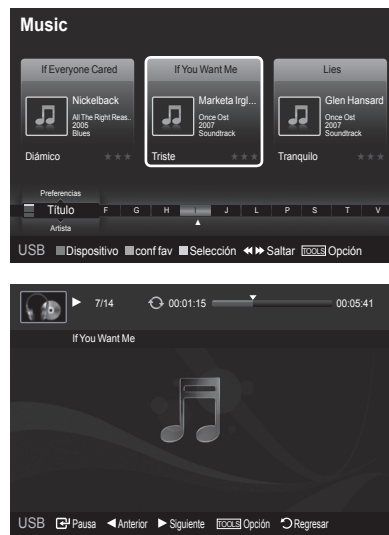 Music
If Everyone Cared
If You Want Me
Lies
Nickelback
All The Right Reas..
2005
Blues
Marketa Irgl...
Once Ost
2007
Soundtrack
Glen Hansard
Once Ost
2007
Soundtrack
Diámico
Triste
Tranquilo
Preferencias
Título F G H I J L P S T V
Artista
USB Dispositivo conf fav Selección Saltar TOOLS Opción
7/14 00:01:15 00:05:41
If You Want Me
USB Pausa Anterior Siguiente TOOLS Opción Regresar